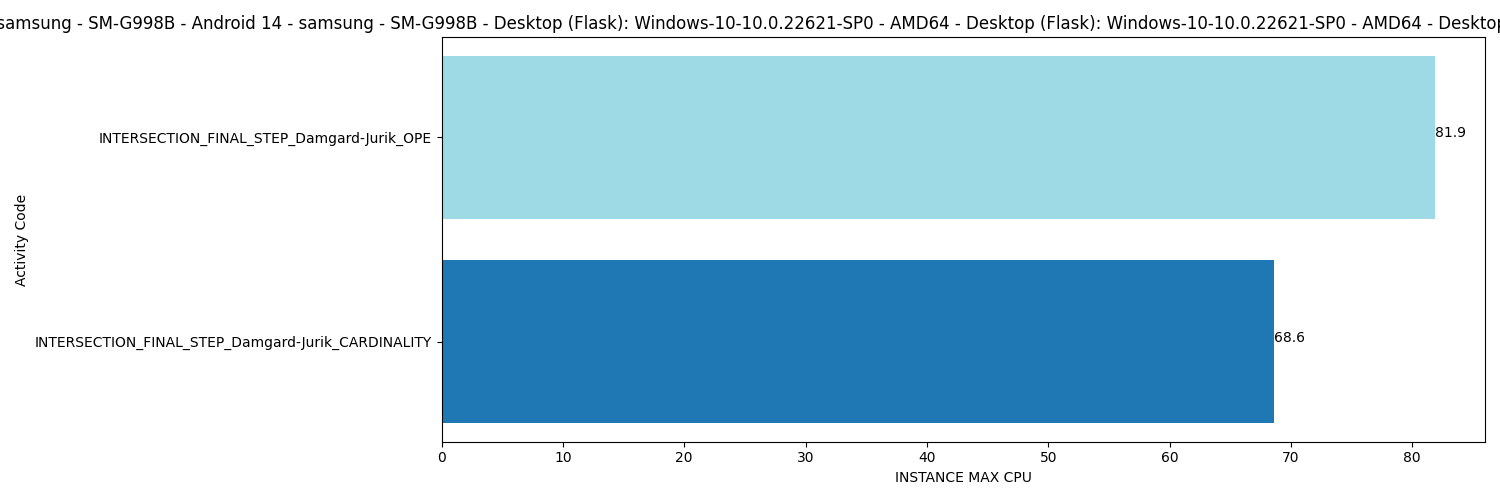 samsung - SM-G998B - Android 14 - samsung - SM-G998B - Desktop (Flask): Windows-10-10.0.22621-SP0 - AMD64 - Desktop (Flask): Windows-10-10.0.22621-SP0 - AMD64 - Desktop
INTERSECTION_FINAL_STEP_Damgard-Jurik_OPE
81.9
Activity Code
INTERSECTION_FINAL_STEP_Damgard-Jurik_CARDINALITY
68.6
0 10 20 30 40 50 60 70 80
INSTANCE MAX CPU